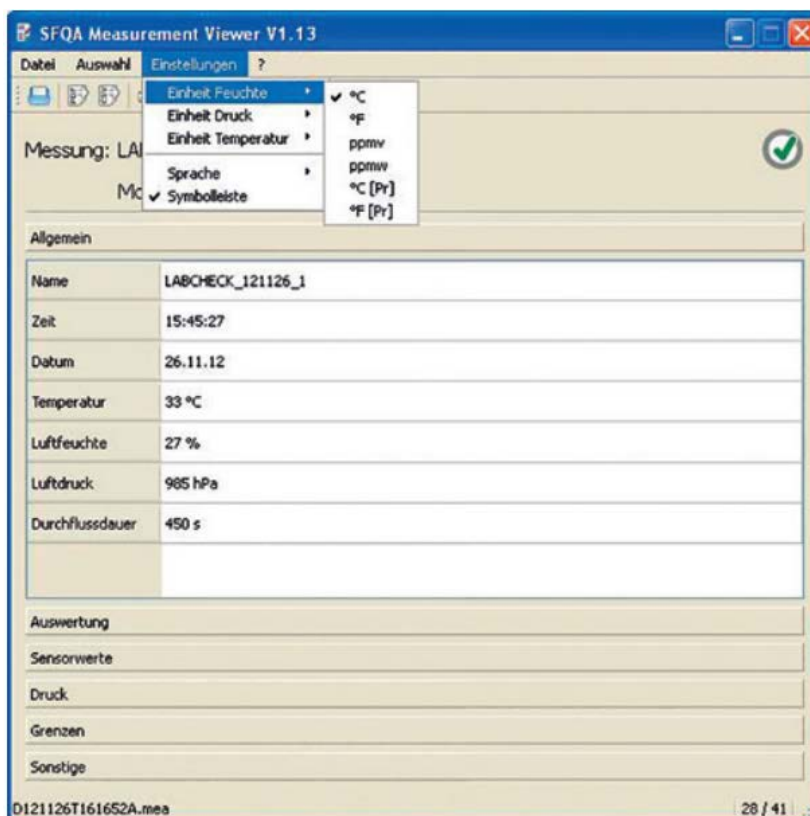 SFQA Measurement Viewer V1.13
Datei Auswahl Einstellungen ?
Einheit Feuchte
Einheit Druck
Einheit Temperatur
Sprache
Symbolleiste
°C
°F
ppmv
ppmw
°C [Pr]
°F [Pr]
Messung: LA
Mo
Allgemein
Name LABCHECK_121126_1
Zeit 15:45:27
Datum 26.11.12
Temperatur 33 °C
Luftfeuchte 27 %
Luftdruck 985 hPa
Durchflussdauer 450 s
Auswertung
Sensorwerte
Druck
Grenzen
Sonstige
D121126T161652A.mea 28 / 41